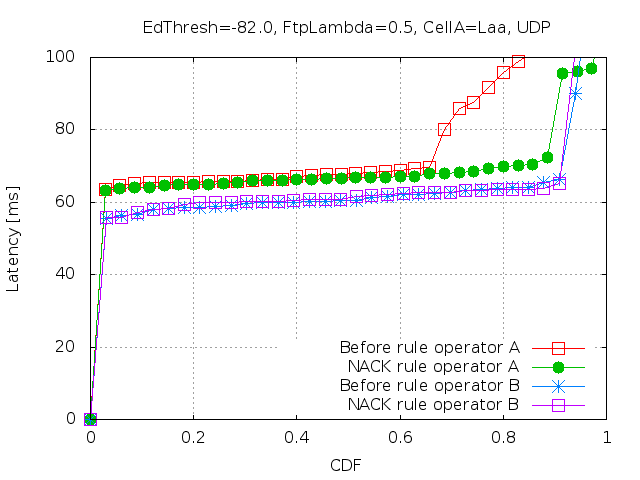 EdThresh=-82.0, FtpLambda=0.5, CellA=Laa, UDP
100
80
60
40
20
0
Latency [ms]
Before rule operator A
NACK rule operator A
Before rule operator B
NACK rule operator B
0 0.2 0.4 0.6 0.8 1
CDF